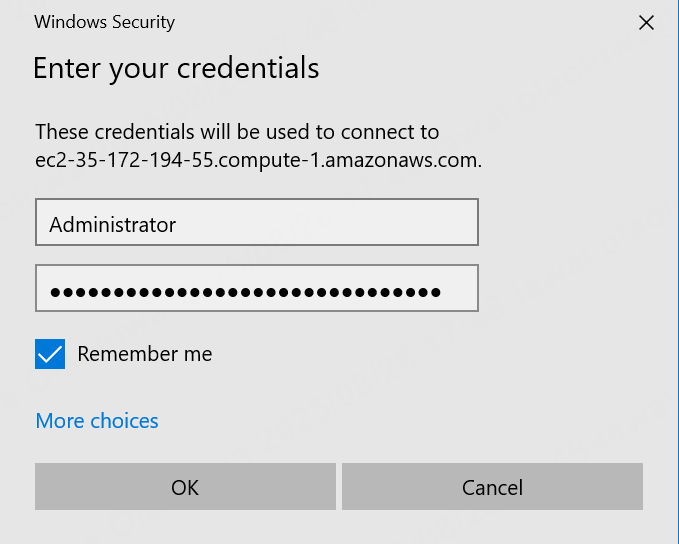 Windows Security
Enter your credentials
These credentials will be used to connect to
ec2-35-172-194-55.compute-1.amazonaws.com.
Administrator
●●●●●●●●●●●●●●●●●●●●●●●●●●●●●●●
Remember me
More choices
OK
Cancel